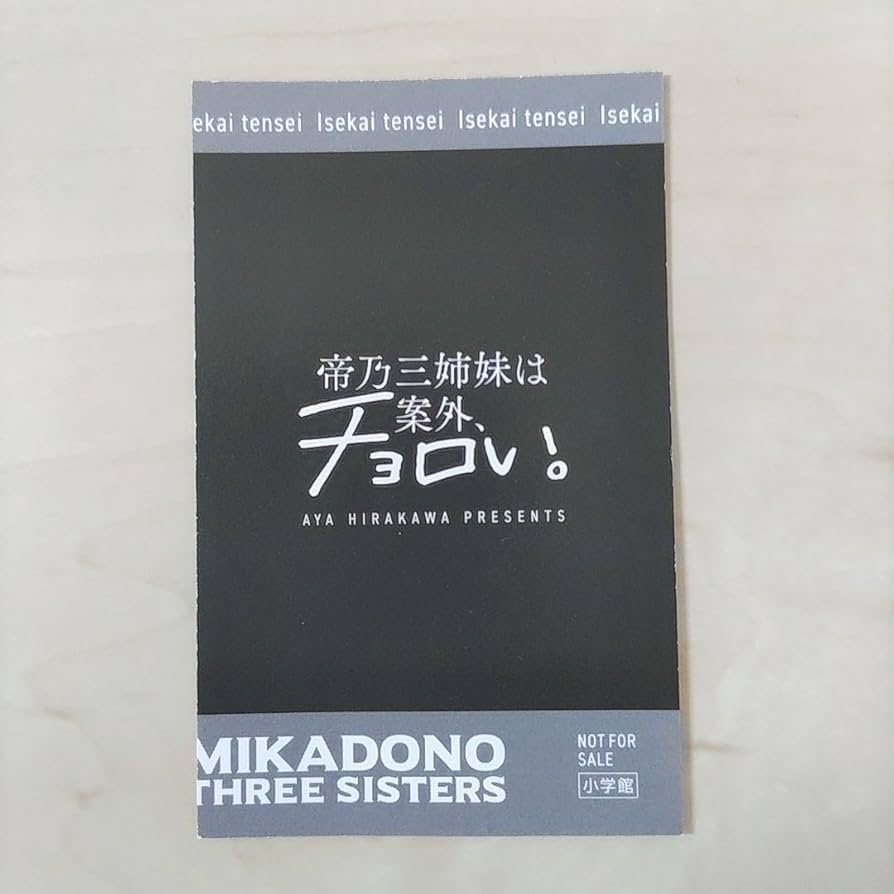 ekai tensei Isekai tensei Isekai tensei Isekai
帝乃三姉妹は
案外、
チョロい！。
AYA HIRAKAWA PRESENTS
MIKADONO
THREE SISTERS
NOT FOR
SALE
小学館